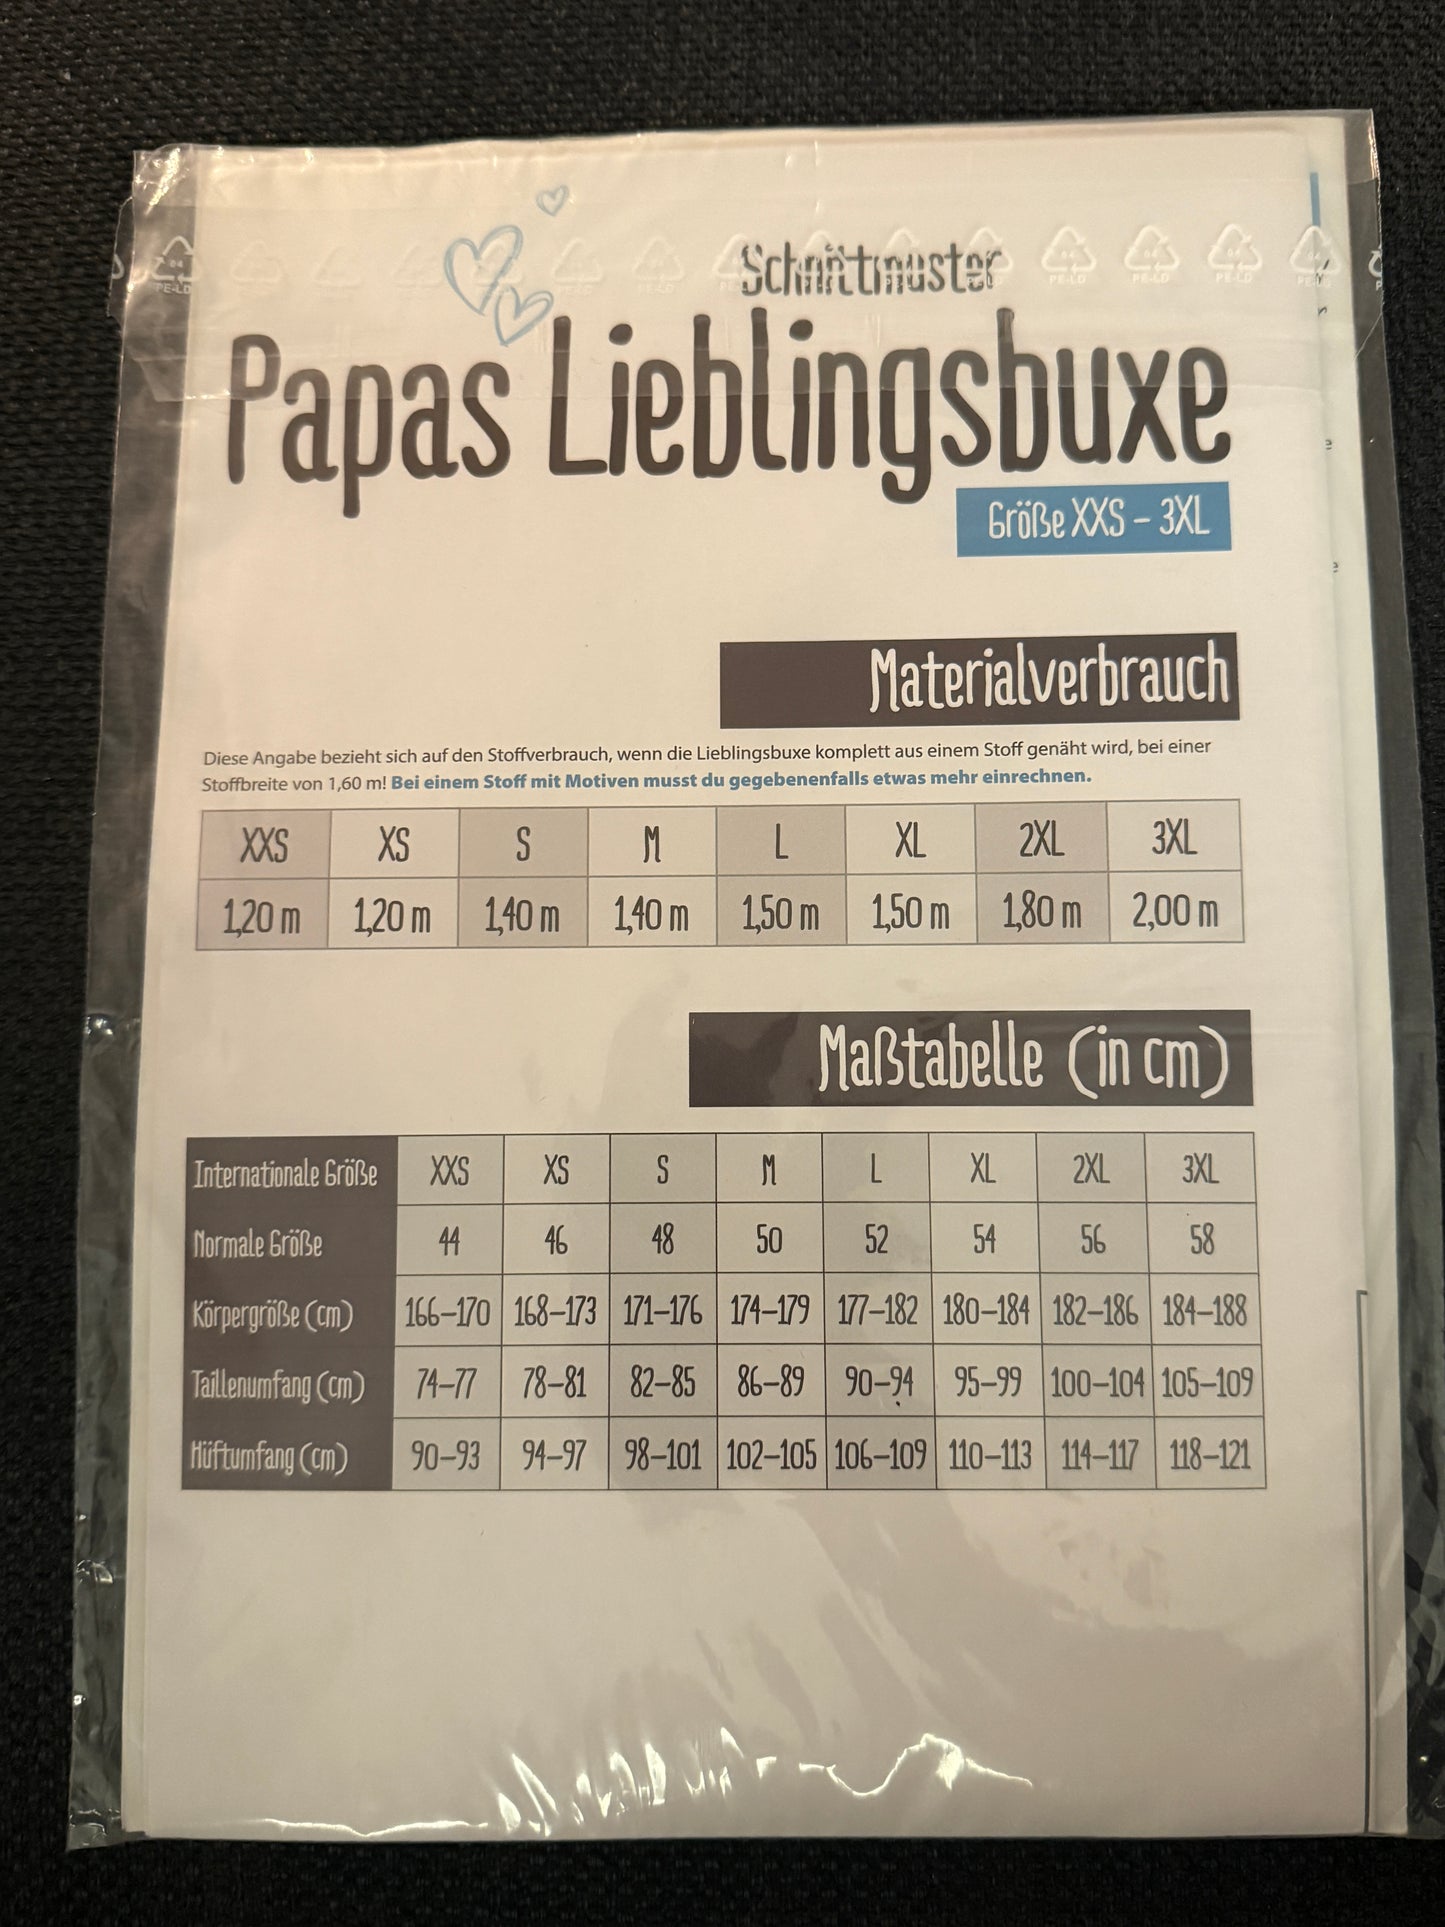 Schnittmuster
Papas Lieblingsbuxe
Größe XXS – 3XL
Materialverbrauch
Diese Angabe bezieht sich auf den Stoffverbrauch, wenn die Lieblingsbuxe komplett aus einem Stoff genäht wird, bei einer
Stoffbreite von 1,60 m! Bei einem Stoff mit Motiven musst du gegebenenfalls etwas mehr einrechnen.
XXS XS S M L XL 2XL 3XL
1,20 m 1,20 m 1,40 m 1,40 m 1,50 m 1,50 m 1,80 m 2,00 m
Maßtabelle (in cm)
Internationale Größe XXS XS S M L XL 2XL 3XL
Normale Größe 44 46 48 50 52 54 56 58
Körpergröße (cm) 166–170 168–173 171–176 174–179 177–182 180–184 182–186 184–188
Taillenumfang (cm) 74–77 78–81 82–85 86–89 90–94 95–99 100–104 105–109
Hüftumfang (cm) 90–93 94–97 98–101 102–105 106–109 110–113 114–117 118–121